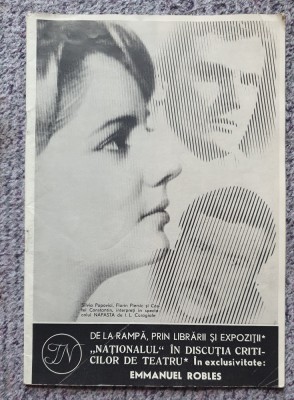 Silvia Popovici, Florin Piersic și Cos-
tel Constantin, interpreți în specta-
colul NĂPASTA de I. L. Caragiale
TN
DE LA RAMPĂ, PRIN LIBRĂRII ȘI EXPOZIȚII*
„NAȚIONALUL" ÎN DISCUȚIA CRITI-
CILOR DE TEATRU* În exclusivitate:
EMMANUEL ROBLES